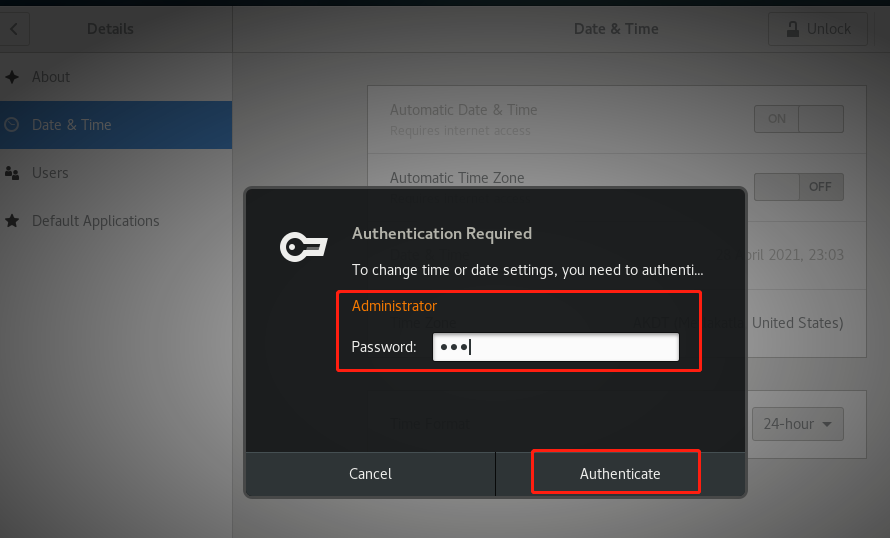 Details
Date & Time
Unlock
About
Date & Time
Users
Default Applications
Automatic Date & Time
Requires internet access
ON
Automatic Time Zone
OFF
Authentication Required
To change time or date settings, you need to authenti...
pril 2021, 23:03
Administrator
United States)
Password:
24-hour
Cancel
Authenticate